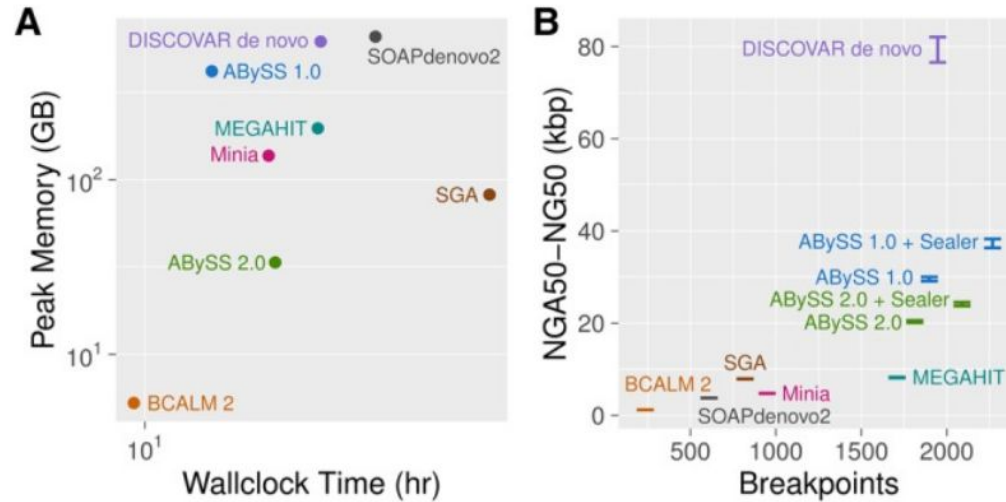 A
DISCOVAR de novo
SOAPdenovo2
ABySS 1.0
MEGAHIT
Minia
SGA
ABySS 2.0
BCALM 2
Peak Memory (GB)
10²
10¹
10¹
Wallclock Time (hr)
B
DISCOVAR de novo
ABySS 1.0 + Sealer
ABySS 1.0
ABySS 2.0 + Sealer
ABySS 2.0
SGA
MEGAHIT
BCALM 2
Minia
SOAPdenovo2
NGA50–NG50 (kbp)
80
60
40
20
0
500 1000 1500 2000
Breakpoints